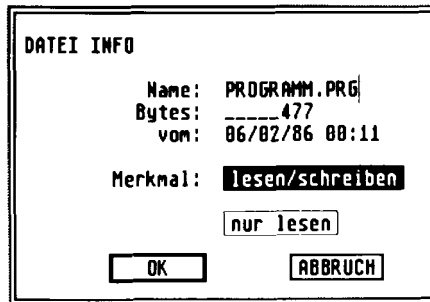 DATEI INFO
Name: PROGRAMM.PRG
Bytes: _____477
vom: 06/02/86 00:11
Merkmal: lesen/schreiben
nur lesen
OK ABBRUCH